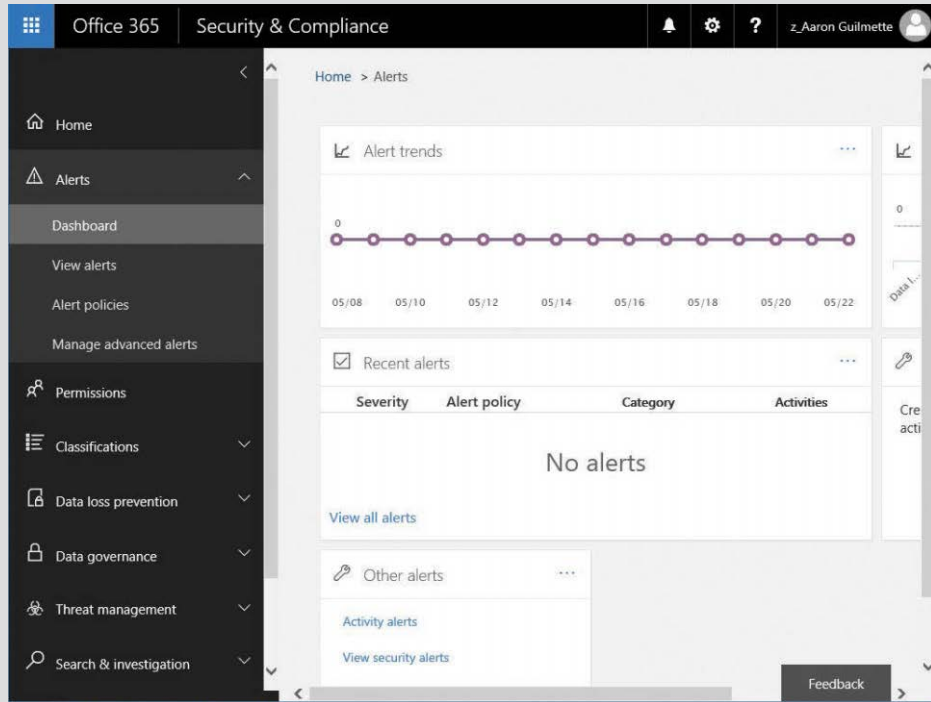 Office 365
Security & Compliance
?
z_Aaron Guilmette
Home > Alerts
Home
Alerts
Dashboard
View alerts
Alert policies
Manage advanced alerts
Permissions
Classifications
Data loss prevention
Data governance
Threat management
Search & investigation
Alert trends
0
05/08 05/10 05/12 05/14 05/16 05/18 05/20 05/22
0
Data l...
Recent alerts
Severity Alert policy Category Activities
No alerts
View all alerts
Cre
acti
Other alerts
Activity alerts
View security alerts
Feedback